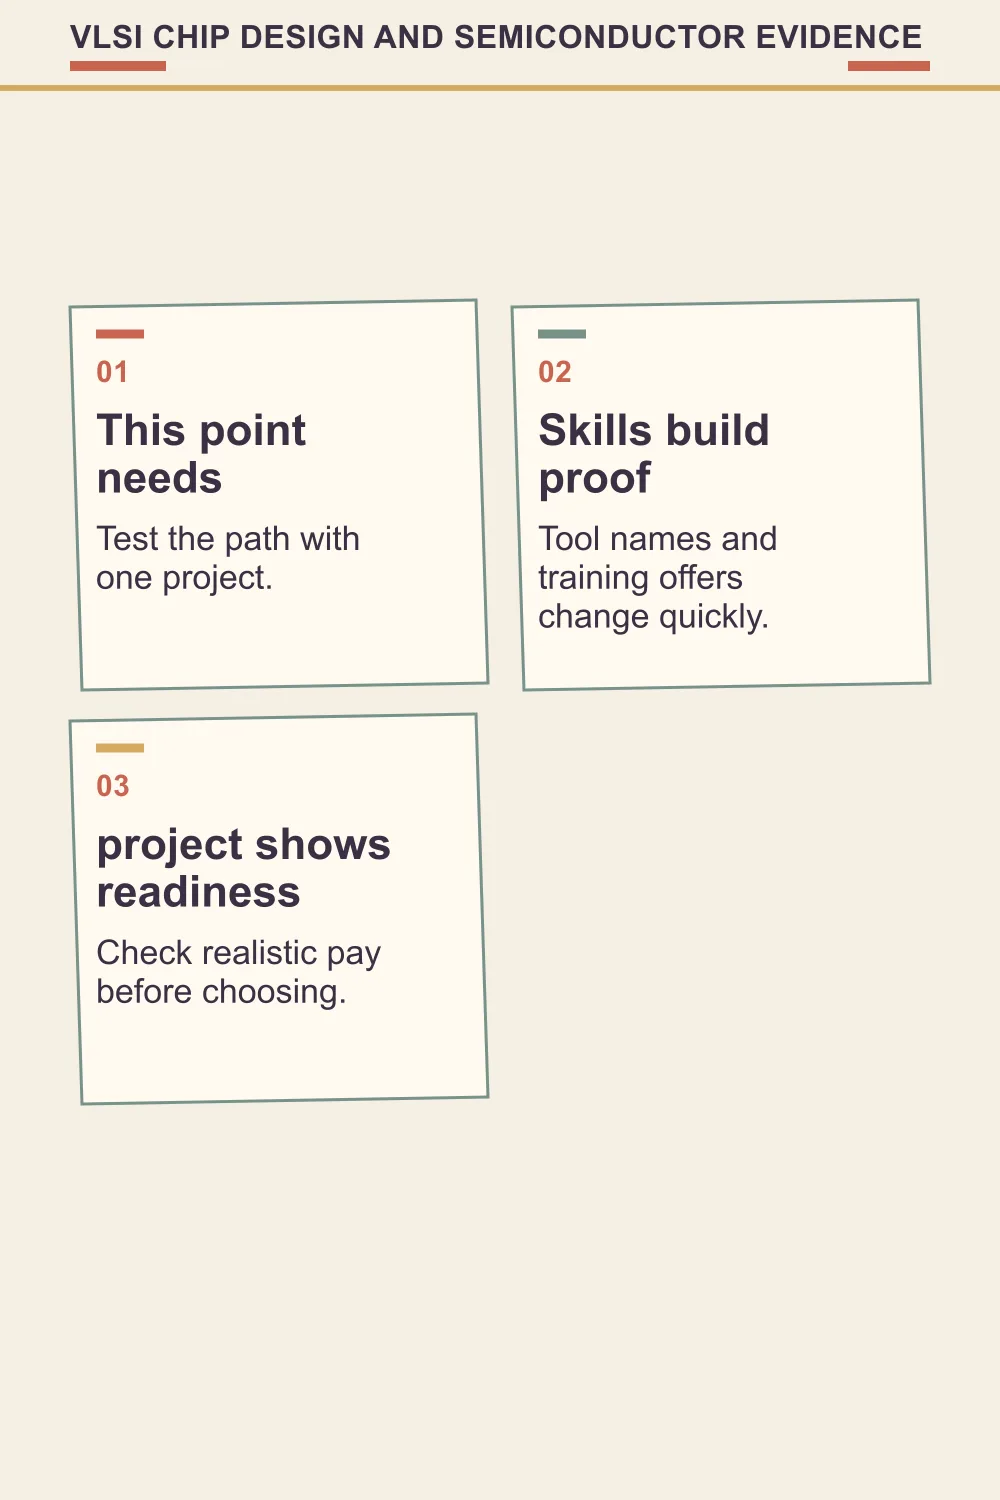 VLSI CHIP DESIGN AND SEMICONDUCTOR EVIDENCE
01
This point
needs
Test the path with
one project.
02
Skills build
proof
Tool names and
training offers
change quickly.
03
project shows
readiness
Check realistic pay
before choosing.